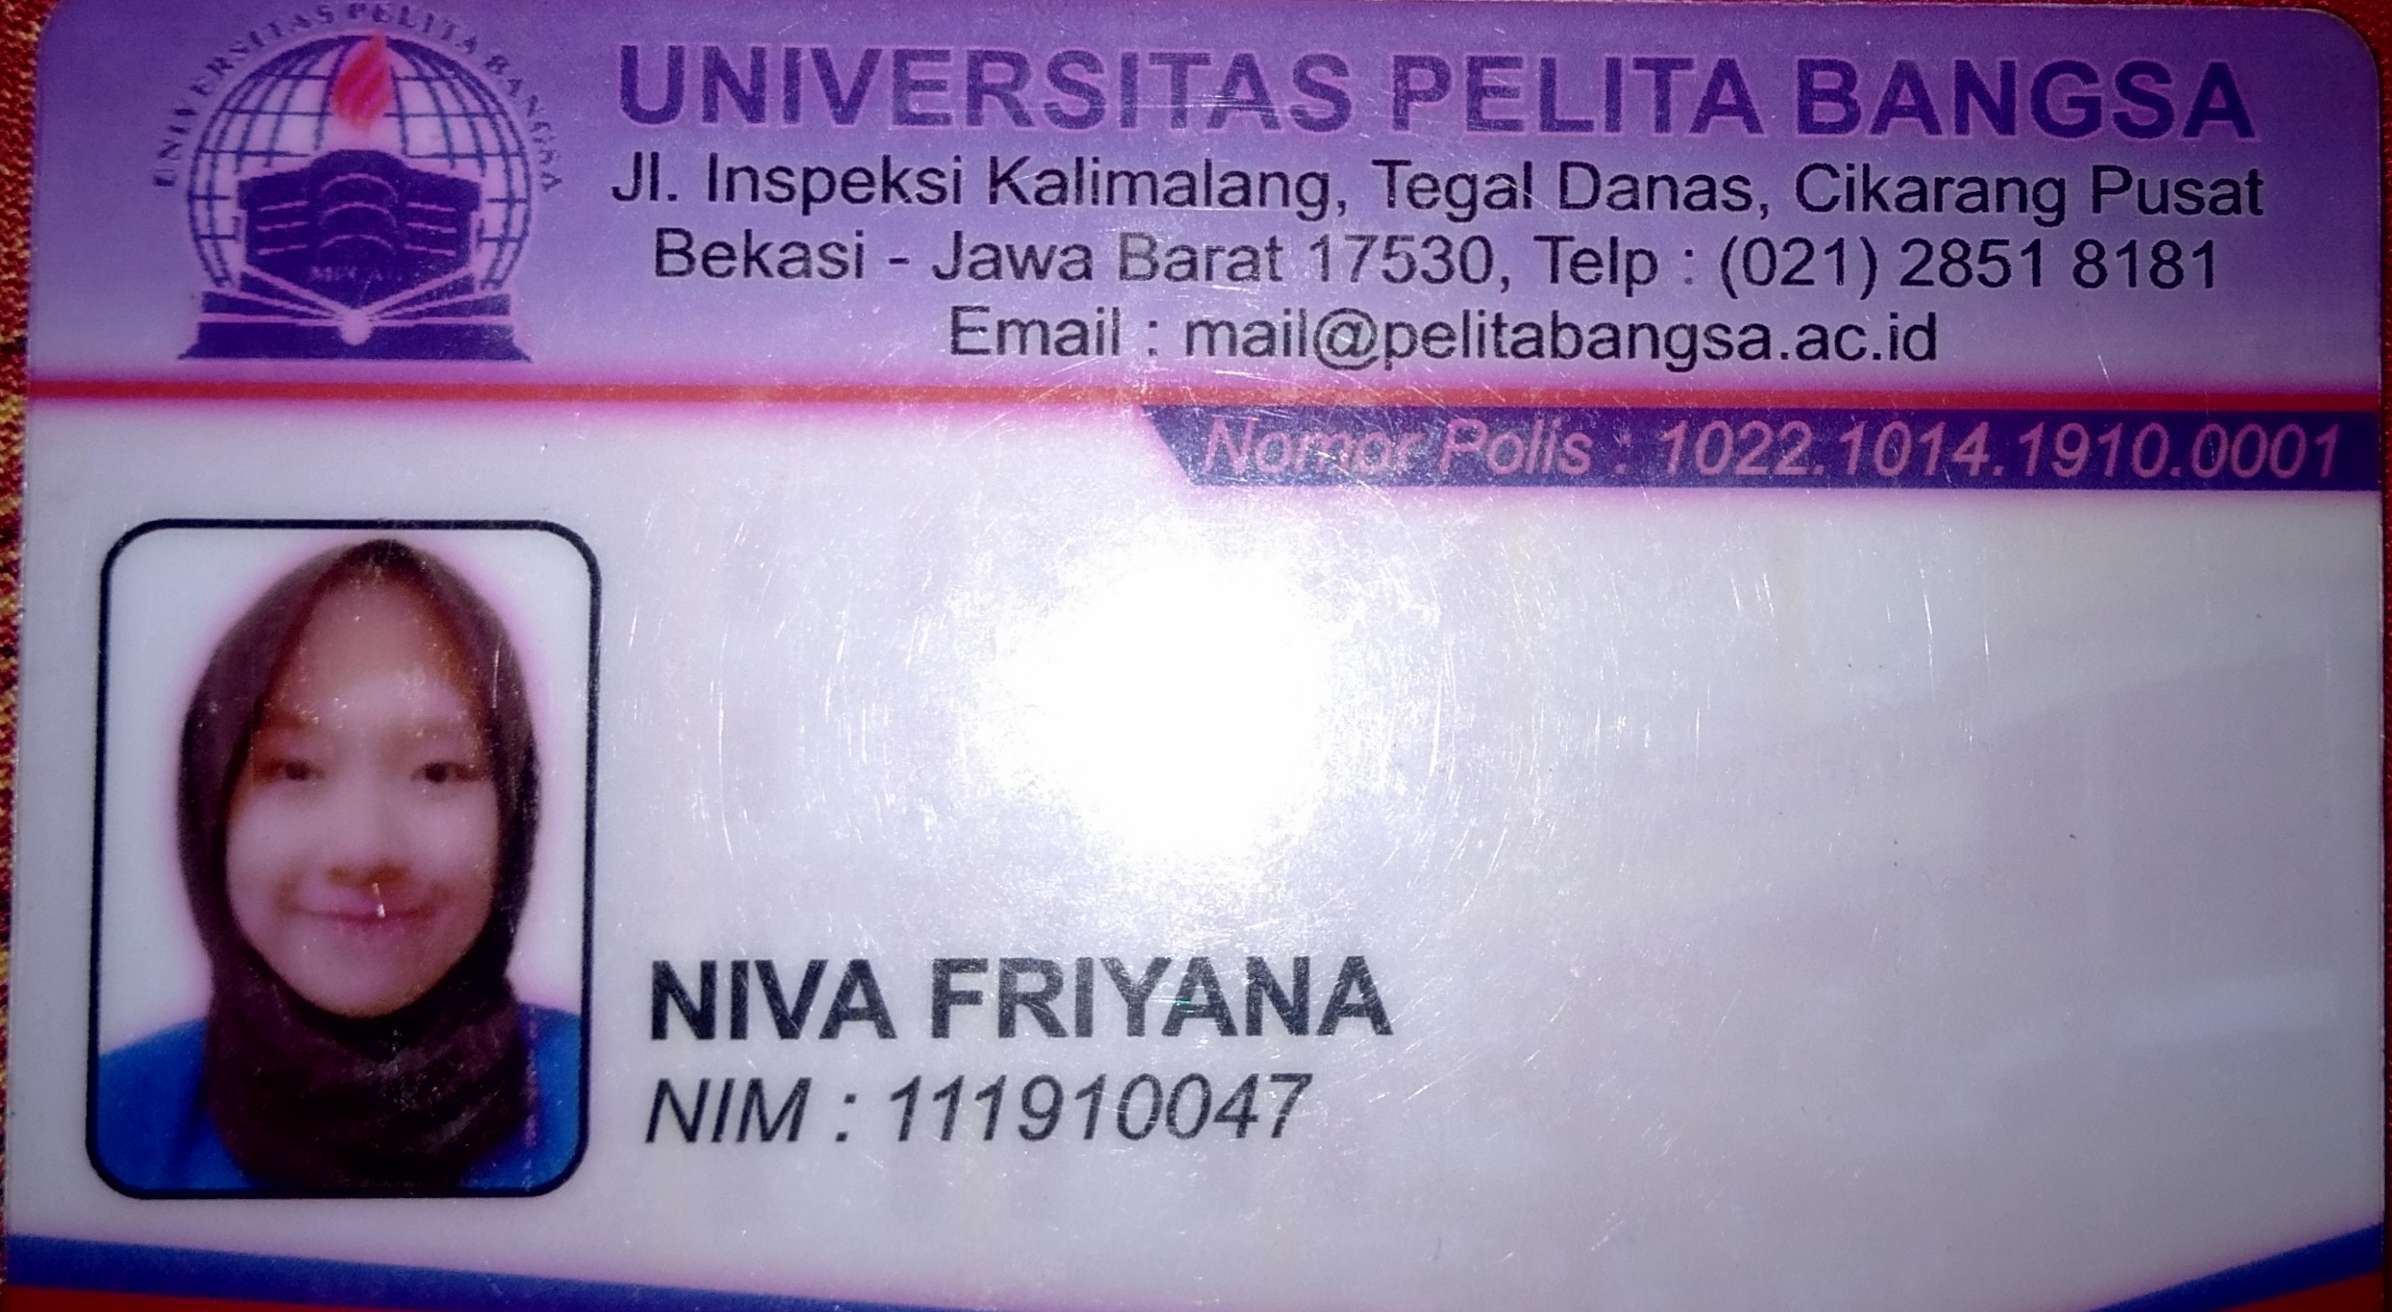 UNIVERSITAS PELITA BANGSA
UNIVERSITAS PELITA BANGSA
Jl. Inspeksi Kalimalang, Tegal Danas, Cikarang Pusat
Bekasi - Jawa Barat 17530, Telp : (021) 2851 8181
Email : mail@pelitabangsa.ac.id
Nomor Polis : 1022.1014.1910.0001
NIVA FRIYANA
NIM : 111910047